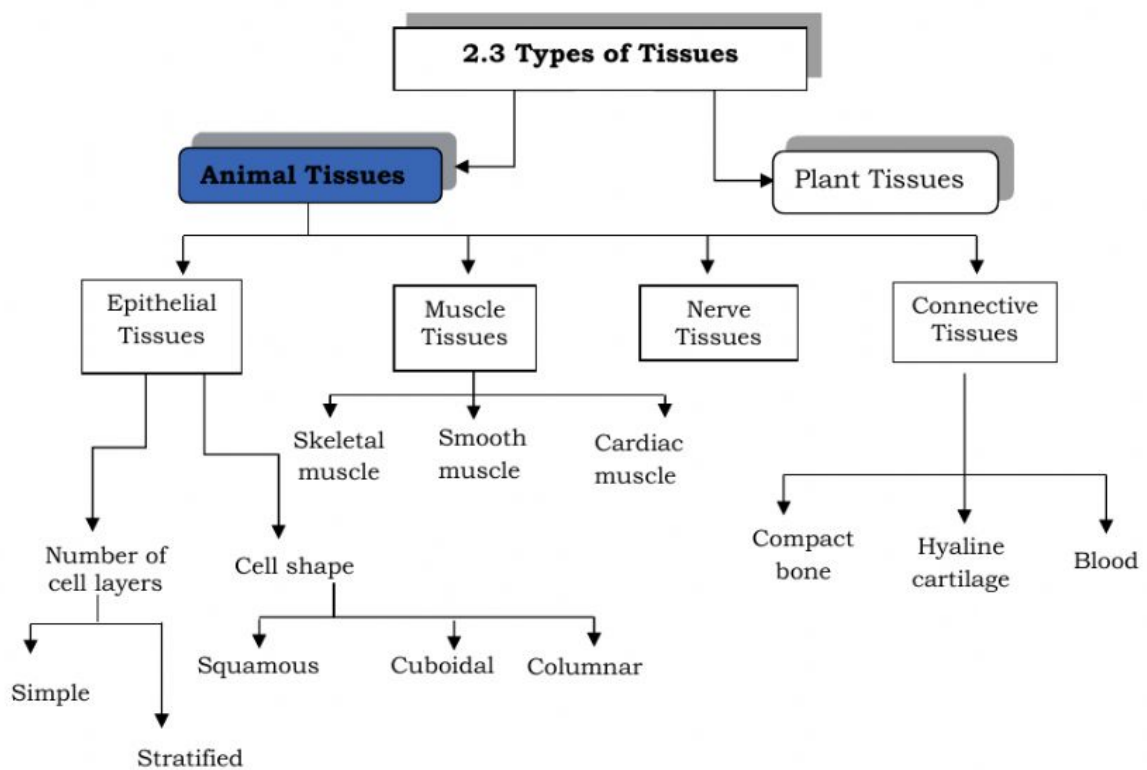 2.3 Types of Tissues
Animal Tissues
Plant Tissues
Epithelial
Tissues
Muscle
Tissues
Nerve
Tissues
Connective
Tissues
Skeletal
muscle
Smooth
muscle
Cardiac
muscle
Number of
cell layers
Cell shape
Compact
bone
Hyaline
cartilage
Blood
Simple
Stratified
Squamous
Cuboidal
Columnar